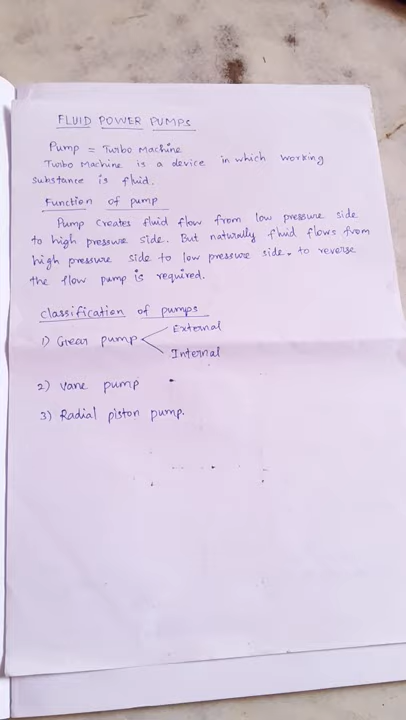 FLUID POWER PUMPS
Pump = Turbo Machine
Turbo Machine is a device in which working
substance is fluid.
Function of pump
Pump creates fluid flow from low pressure side
to high pressure side. But naturally fluid flows from
high pressure side to low pressure side. to reverse
the flow pump is required.
Classification of pumps
1) Gear pump
External
Internal
2) Vane pump
3) Radial piston pump.